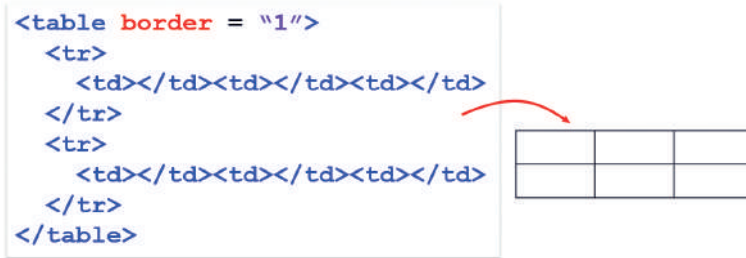 <table border = “1”>
<tr>
<td></td><td></td><td></td>
</tr>
<tr>
<td></td><td></td><td></td>
</tr>
</table>